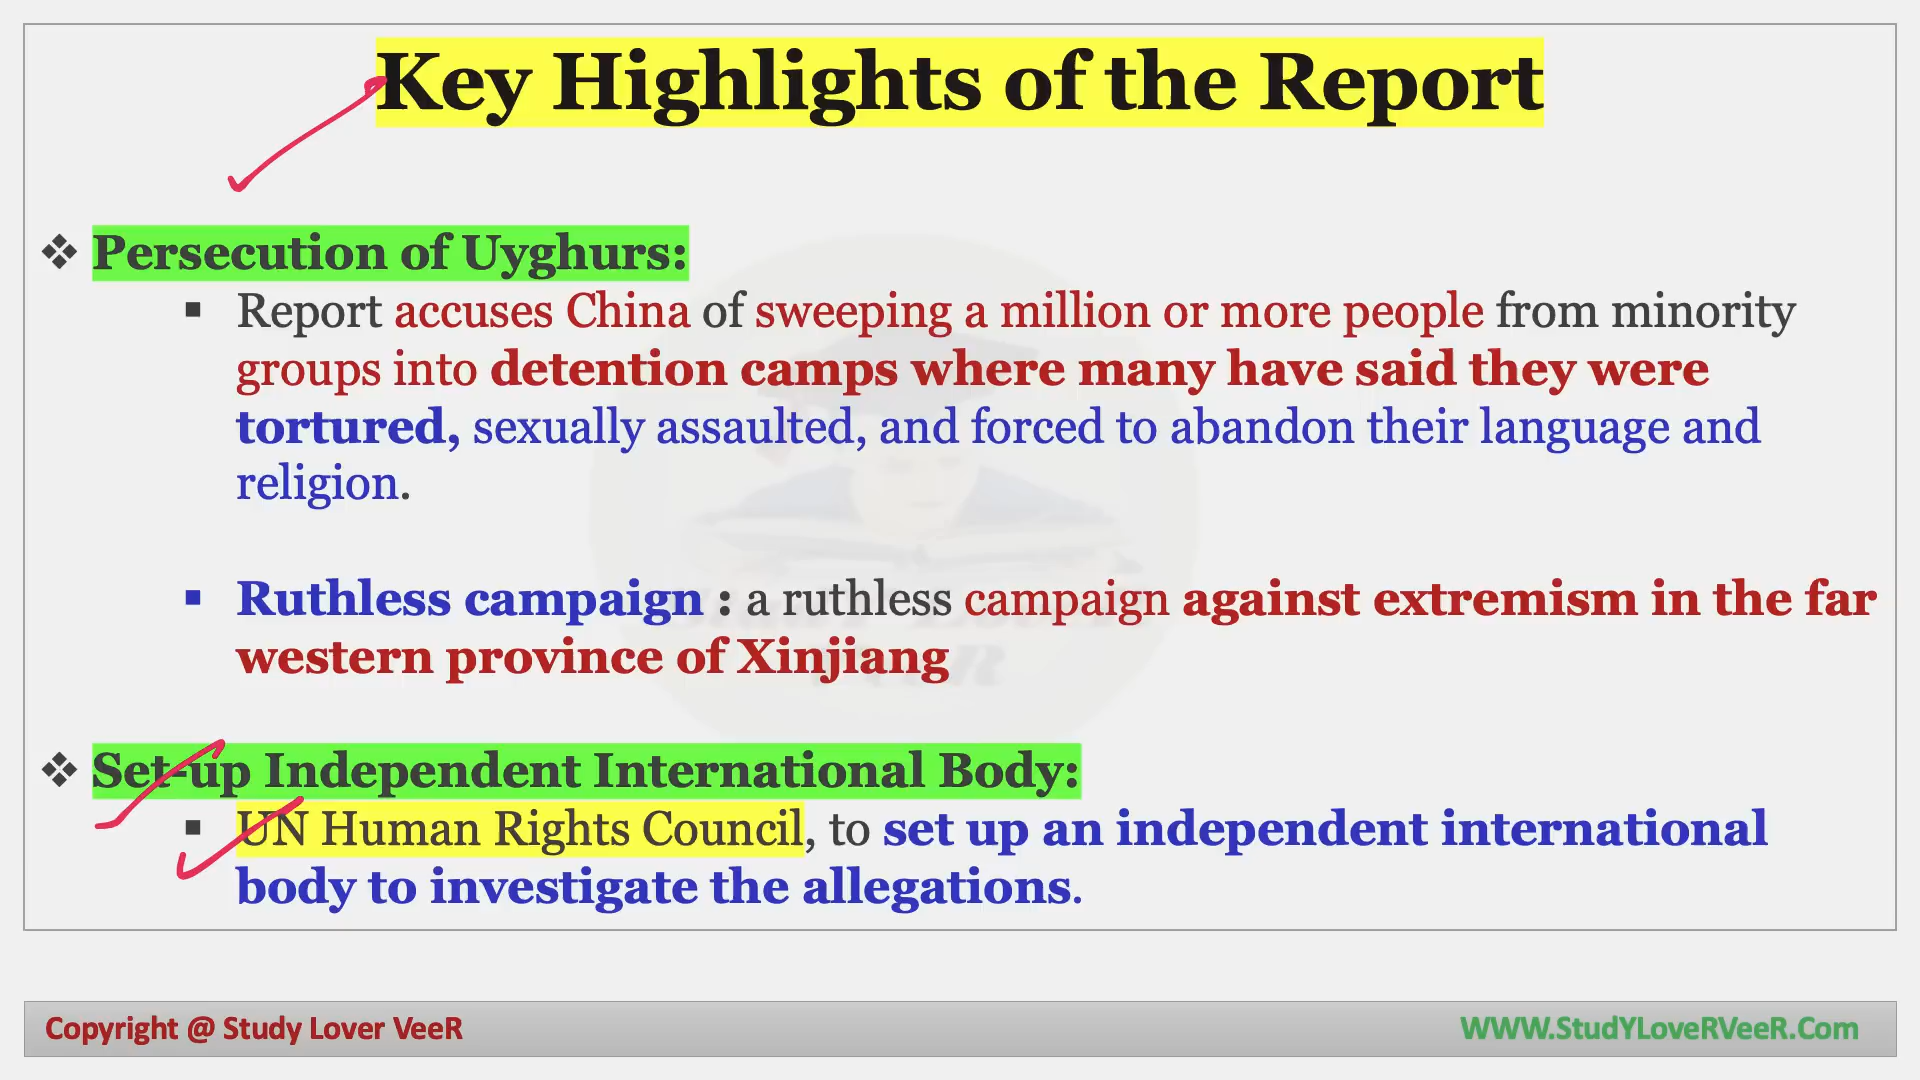 Key Highlights of the Report
❖ Persecution of Uyghurs:
▪ Report accuses China of sweeping a million or more people from minority
groups into detention camps where many have said they were
tortured, sexually assaulted, and forced to abandon their language and
religion.
▪ Ruthless campaign : a ruthless campaign against extremism in the far
western province of Xinjiang
❖ Set-up Independent International Body:
▪ UN Human Rights Council, to set up an independent international
body to investigate the allegations.
Copyright @ Study Lover VeeR
WWW.StudYLoveRVeeR.Com